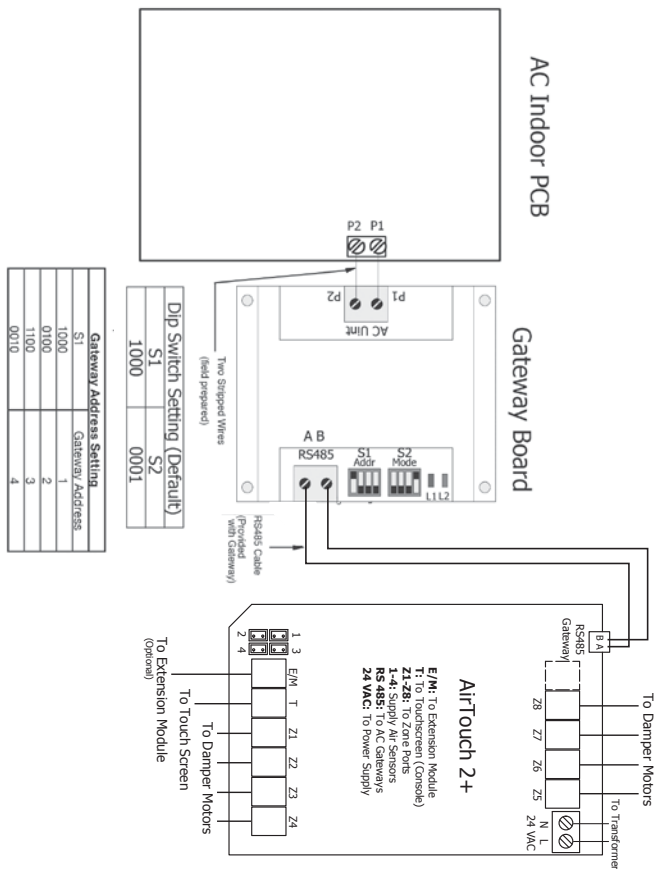 AC Indoor PCB
P2 P1
Gateway Board
P2 P1
AC Uint
Two Stripped Wires
(field prepared)
A B
RS485
S1
Addr
S2
Mode
L1 L2
RS485 Cable
(Provided
with Gateway)
Dip Switch Setting (Default)
S1 S2
1000 0001
Gateway Address Setting
S1 Gateway Address
1000 1
0100 2
1100 3
0010 4
RS485
Gateway
B A
To Damper Motors
Z8 Z7 Z6 Z5
To Transformer
N L
24 VAC
AirTouch 2+
E/M: To Extension Module
T: To Touchscreen (Console)
Z1-Z8: To Zone Ports
1-4: Supply Air Sensors
RS 485: To AC Gateways
24 VAC: To Power Supply
1 3
2 4
E/M T Z1 Z2 Z3 Z4
To Extension Module
(Optional)
To Touch Screen
To Damper Motors